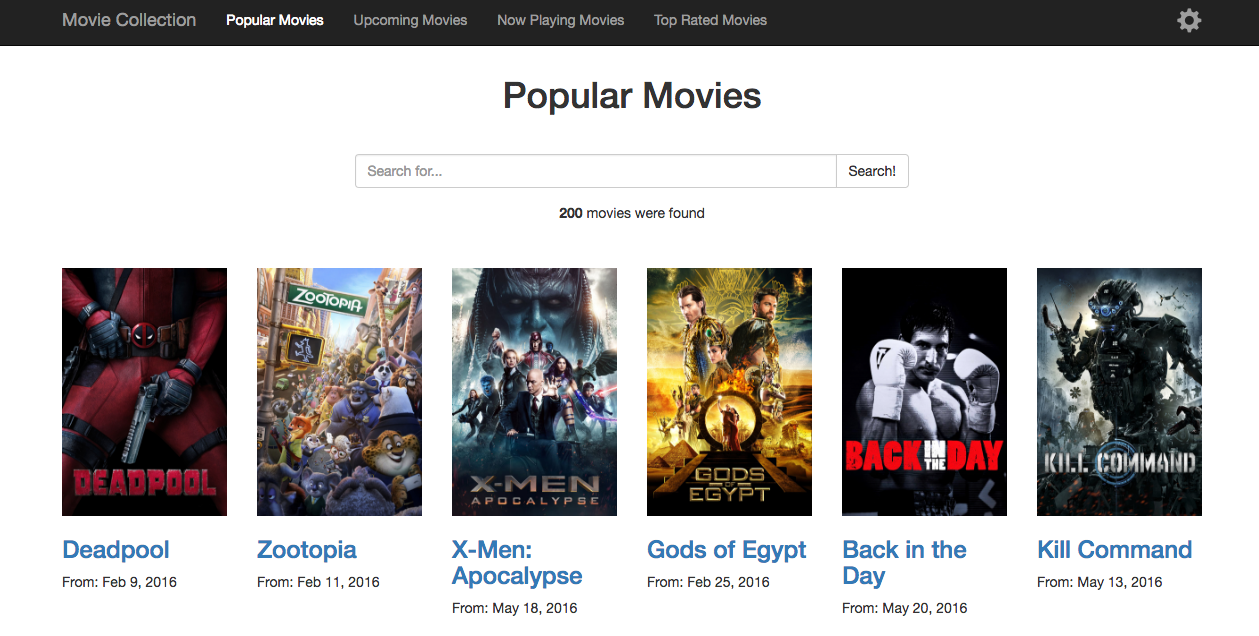 Movie Collection Popular Movies Upcoming Movies Now Playing Movies Top Rated Movies
Popular Movies
Search for... Search!
200 movies were found
DEADPOOL
ZOOTOPIA
X-MEN
APOCALYPSE
GODS
OF
EGYPT
BACK IN THE DAY
KILL COMMAND
Deadpool
From: Feb 9, 2016
Zootopia
From: Feb 11, 2016
X-Men:
Apocalypse
From: May 18, 2016
Gods of Egypt
From: Feb 25, 2016
Back in the
Day
From: May 20, 2016
Kill Command
From: May 13, 2016